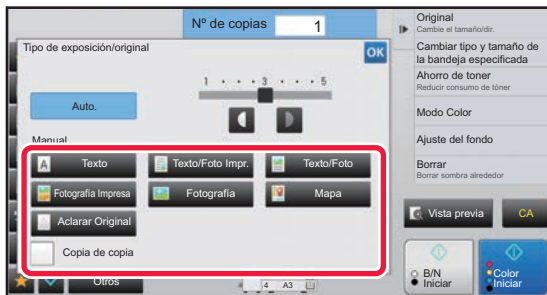 Nº de copias 1
Tipo de exposición/original
OK
1 3 5
Auto.
Manual
A Texto
Texto/Foto Impr.
Texto/Foto
Fotografía Impresa
Fotografía
Mapa
Aclarar Original
Copia de copia
Otros
4 A3
Original
Cambie el tamaño/dir.
Cambiar tipo y tamaño de
la bandeja especificada
Ahorro de toner
Reducir consumo de tóner
Modo Color
Ajuste del fondo
Borrar
Borrar sombra alrededor
Vista previa
CA
B/N
Iniciar
Color
Iniciar